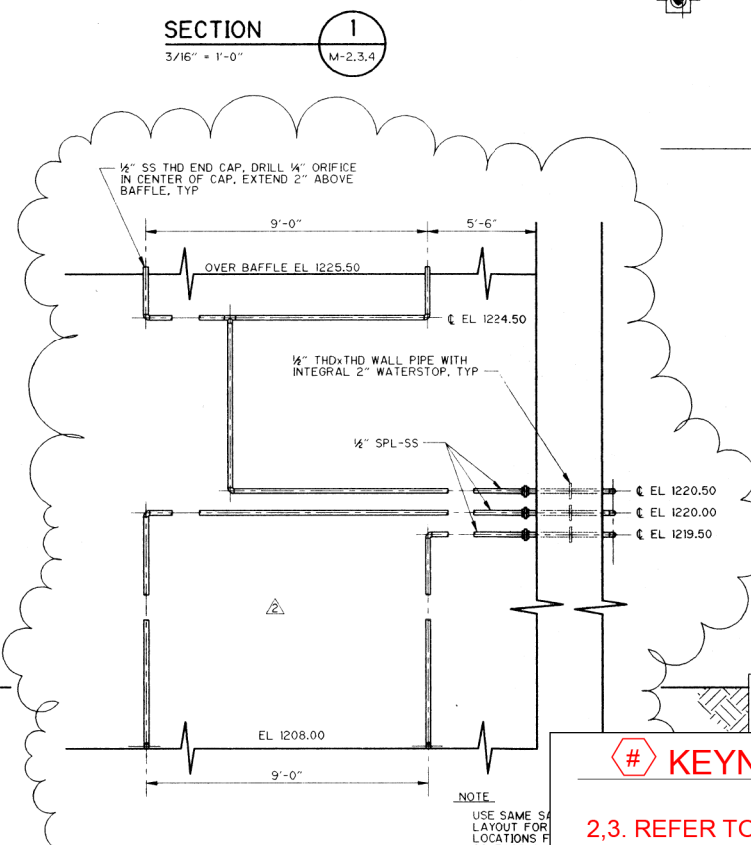 SECTION
3/16" = 1'-0"
1
M-2.3.4
½" SS THD END CAP, DRILL ¼" ORIFICE
IN CENTER OF CAP, EXTEND 2" ABOVE
BAFFLE, TYP
9'-0"
5'-6"
OVER BAFFLE EL 1225.50
℄ EL 1224.50
½" THDxTHD WALL PIPE WITH
INTEGRAL 2" WATERSTOP, TYP
½" SPL-SS
℄ EL 1220.50
℄ EL 1220.00
℄ EL 1219.50
2
EL 1208.00
9'-0"
NOTE
USE SAME
LAYOUT FOR
LOCATIONS
# KEYN
2,3. REFER TO